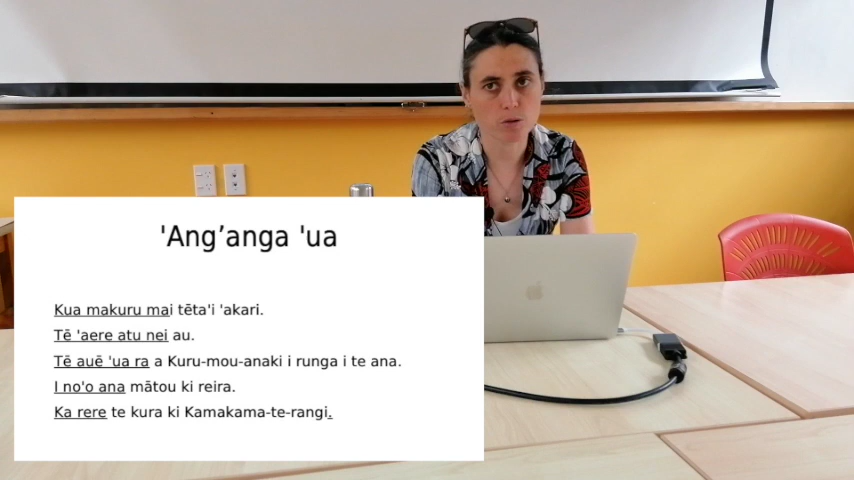 'Ang’anga 'ua
Kua makuru mai tēta'i 'akari.
Tē 'aere atu nei au.
Tē auē 'ua ra a Kuru-mou-anaki i runga i te ana.
I no'o ana mātou ki reira.
Ka rere te kura ki Kamakama-te-rangi.